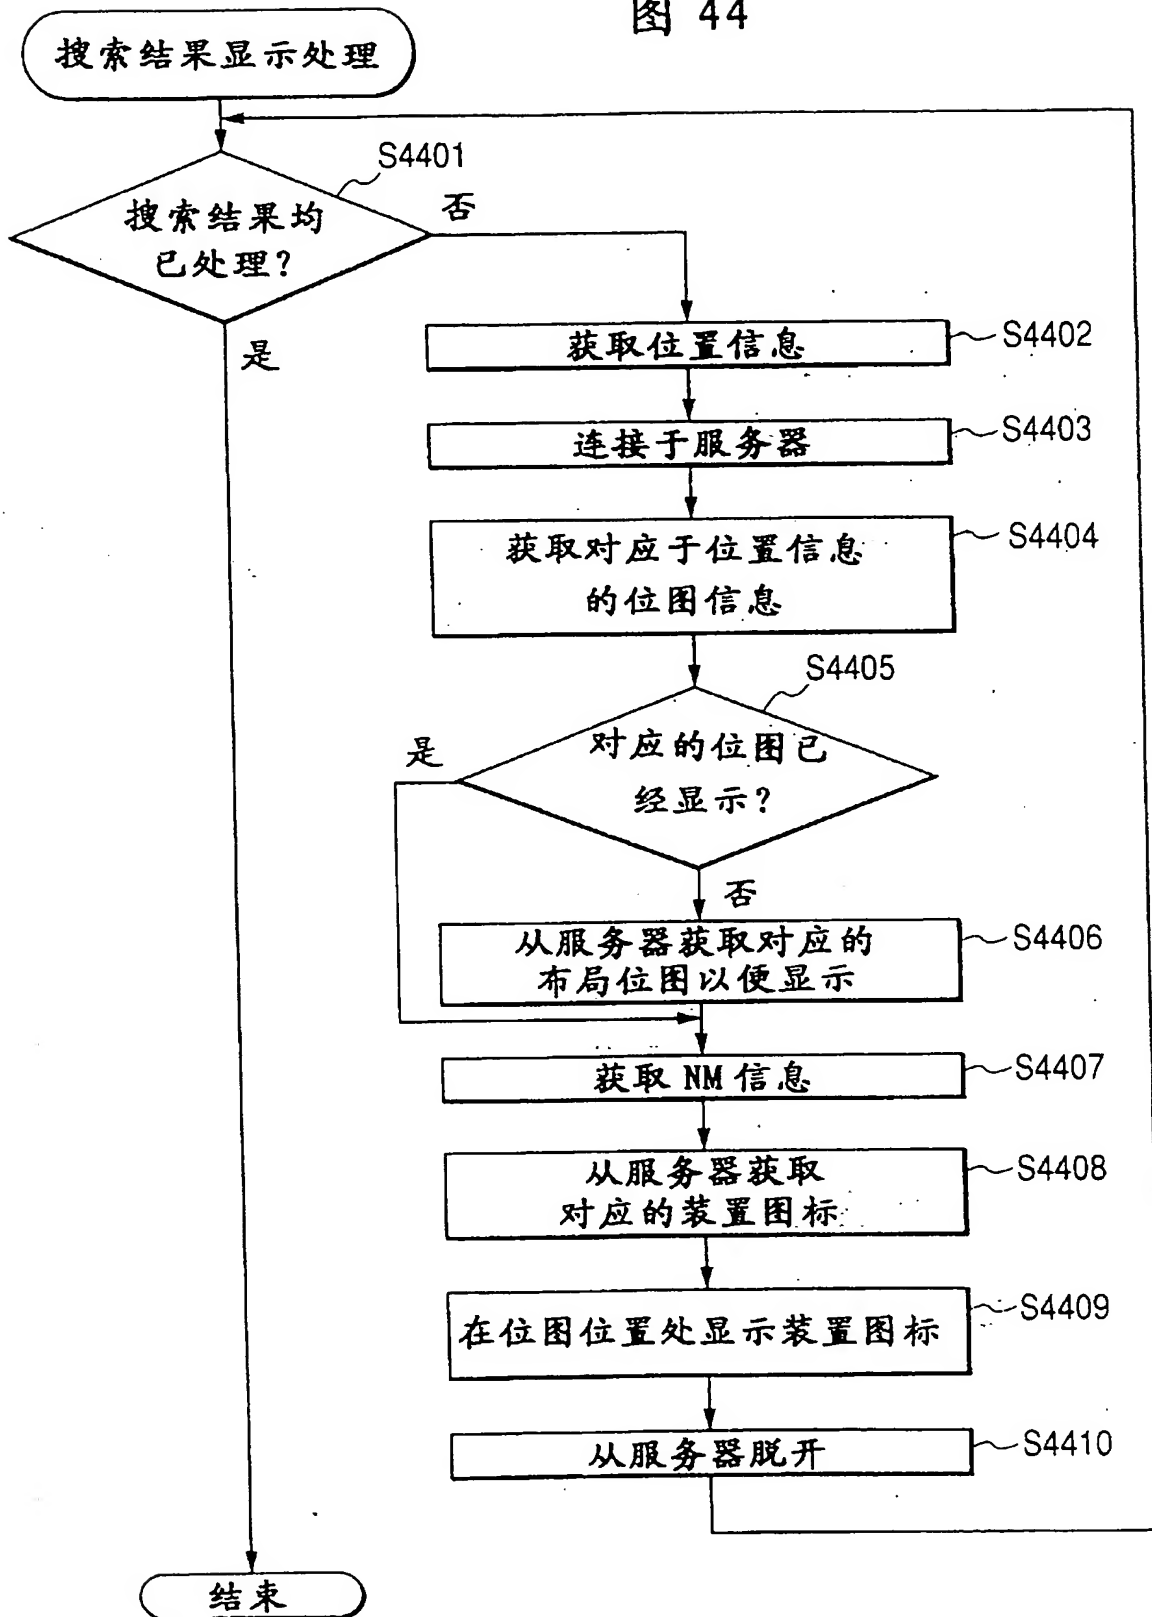 图 44
搜索结果显示处理
S4401
搜索结果均
已处理?
否
是
获取位置信息
S4402
连接于服务器
S4403
获取对应于位置信息
的位图信息
S4404
S4405
对应的位图已
经显示?
是
否
从服务器获取对应的
布局位图以便显示
S4406
获取 NM 信息
S4407
从服务器获取
对应的装置图标
S4408
在位图位置处显示装置图标
S4409
从服务器脱开
S4410
结束